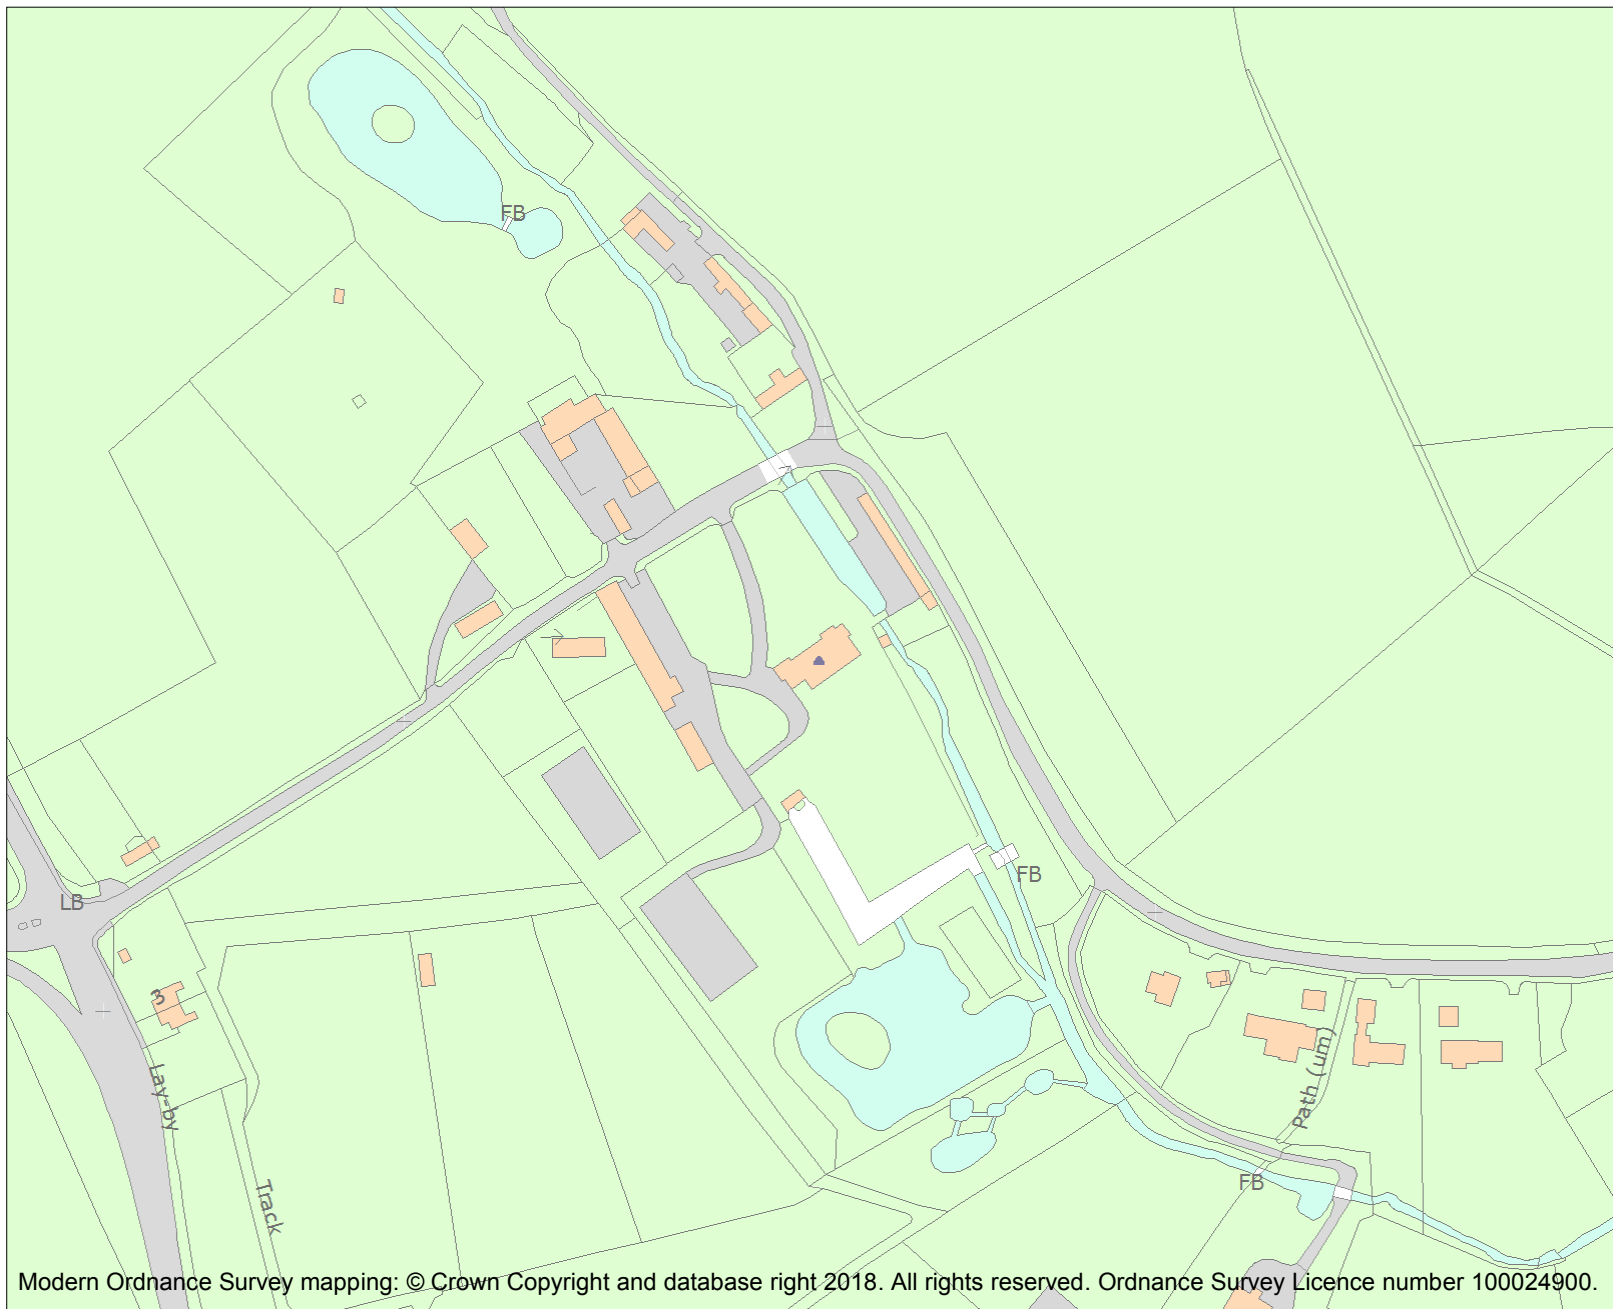 FB
LB
FB
3
Lay-by
Path (um)
Track
FB
Modern Ordnance Survey mapping: © Crown Copyright and database right 2018. All rights reserved. Ordnance Survey Licence number 100024900.